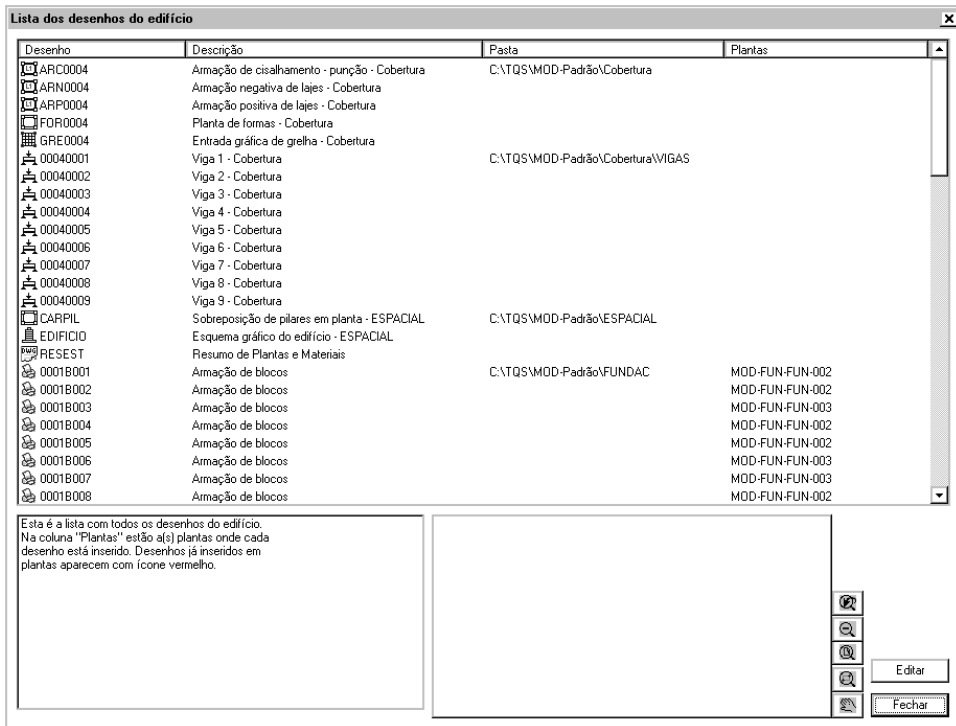 Lista dos desenhos do edifício
Desenho Descrição Pasta Plantas
ARC0004 Armação de cisalhamento - punção - Cobertura C:\TQS\MOD-Padrão\Cobertura
ARN0004 Armação negativa de lajes - Cobertura
ARP0004 Armação positiva de lajes - Cobertura
FOR0004 Planta de formas - Cobertura
GRE0004 Entrada gráfica de grelha - Cobertura
00040001 Viga 1 - Cobertura C:\TQS\MOD-Padrão\Cobertura\VIGAS
00040002 Viga 2 - Cobertura
00040003 Viga 3 - Cobertura
00040004 Viga 4 - Cobertura
00040005 Viga 5 - Cobertura
00040006 Viga 6 - Cobertura
00040007 Viga 7 - Cobertura
00040008 Viga 8 - Cobertura
00040009 Viga 9 - Cobertura
CARPIL Sobreposição de pilares em planta - ESPACIAL C:\TQS\MOD-Padrão\ESPACIAL
EDIFICIO Esquema gráfico do edifício - ESPACIAL
RESEST Resumo de Plantas e Materiais
0001B001 Armação de blocos C:\TQS\MOD-Padrão\FUNDAC MOD-FUN-FUN-002
0001B002 Armação de blocos MOD-FUN-FUN-002
0001B003 Armação de blocos MOD-FUN-FUN-003
0001B004 Armação de blocos MOD-FUN-FUN-002
0001B005 Armação de blocos MOD-FUN-FUN-002
0001B006 Armação de blocos MOD-FUN-FUN-003
0001B007 Armação de blocos MOD-FUN-FUN-003
0001B008 Armação de blocos MOD-FUN-FUN-002
Esta é a lista com todos os desenhos do edifício.
Na coluna "Plantas" estão a(s) plantas onde cada
desenho está inserido. Desenhos já inseridos em
plantas aparecem com ícone vermelho.
Editar
Fechar